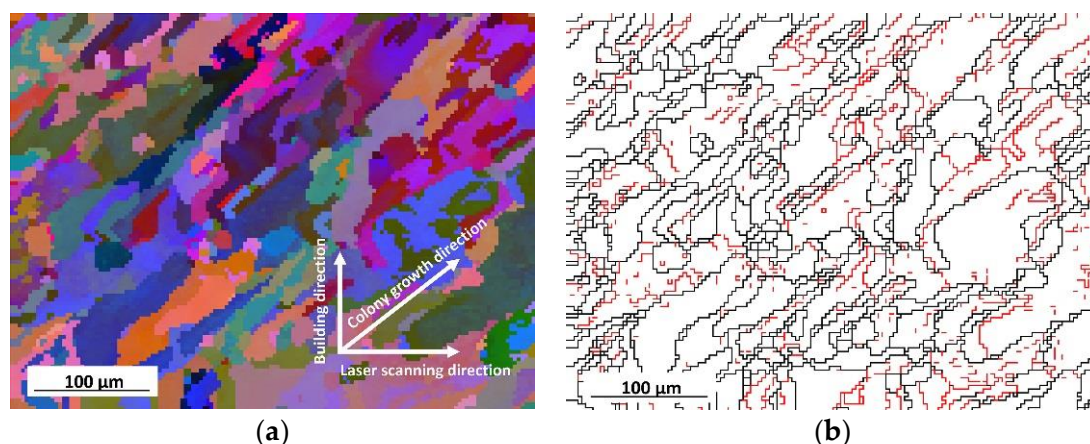 Building direction
Colony growth direction
Laser scanning direction
100 µm
100 µm
(a)
(b)